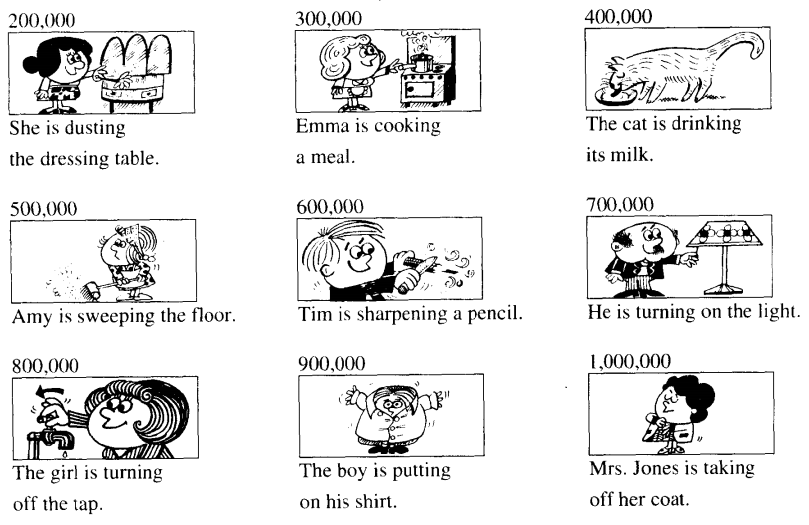 200,000
She is dusting
the dressing table.
300,000
Emma is cooking
a meal.
400,000
The cat is drinking
its milk.
500,000
Amy is sweeping the floor.
600,000
Tim is sharpening a pencil.
700,000
He is turning on the light.
800,000
The girl is turning
off the tap.
900,000
The boy is putting
on his shirt.
1,000,000
Mrs. Jones is taking
off her coat.